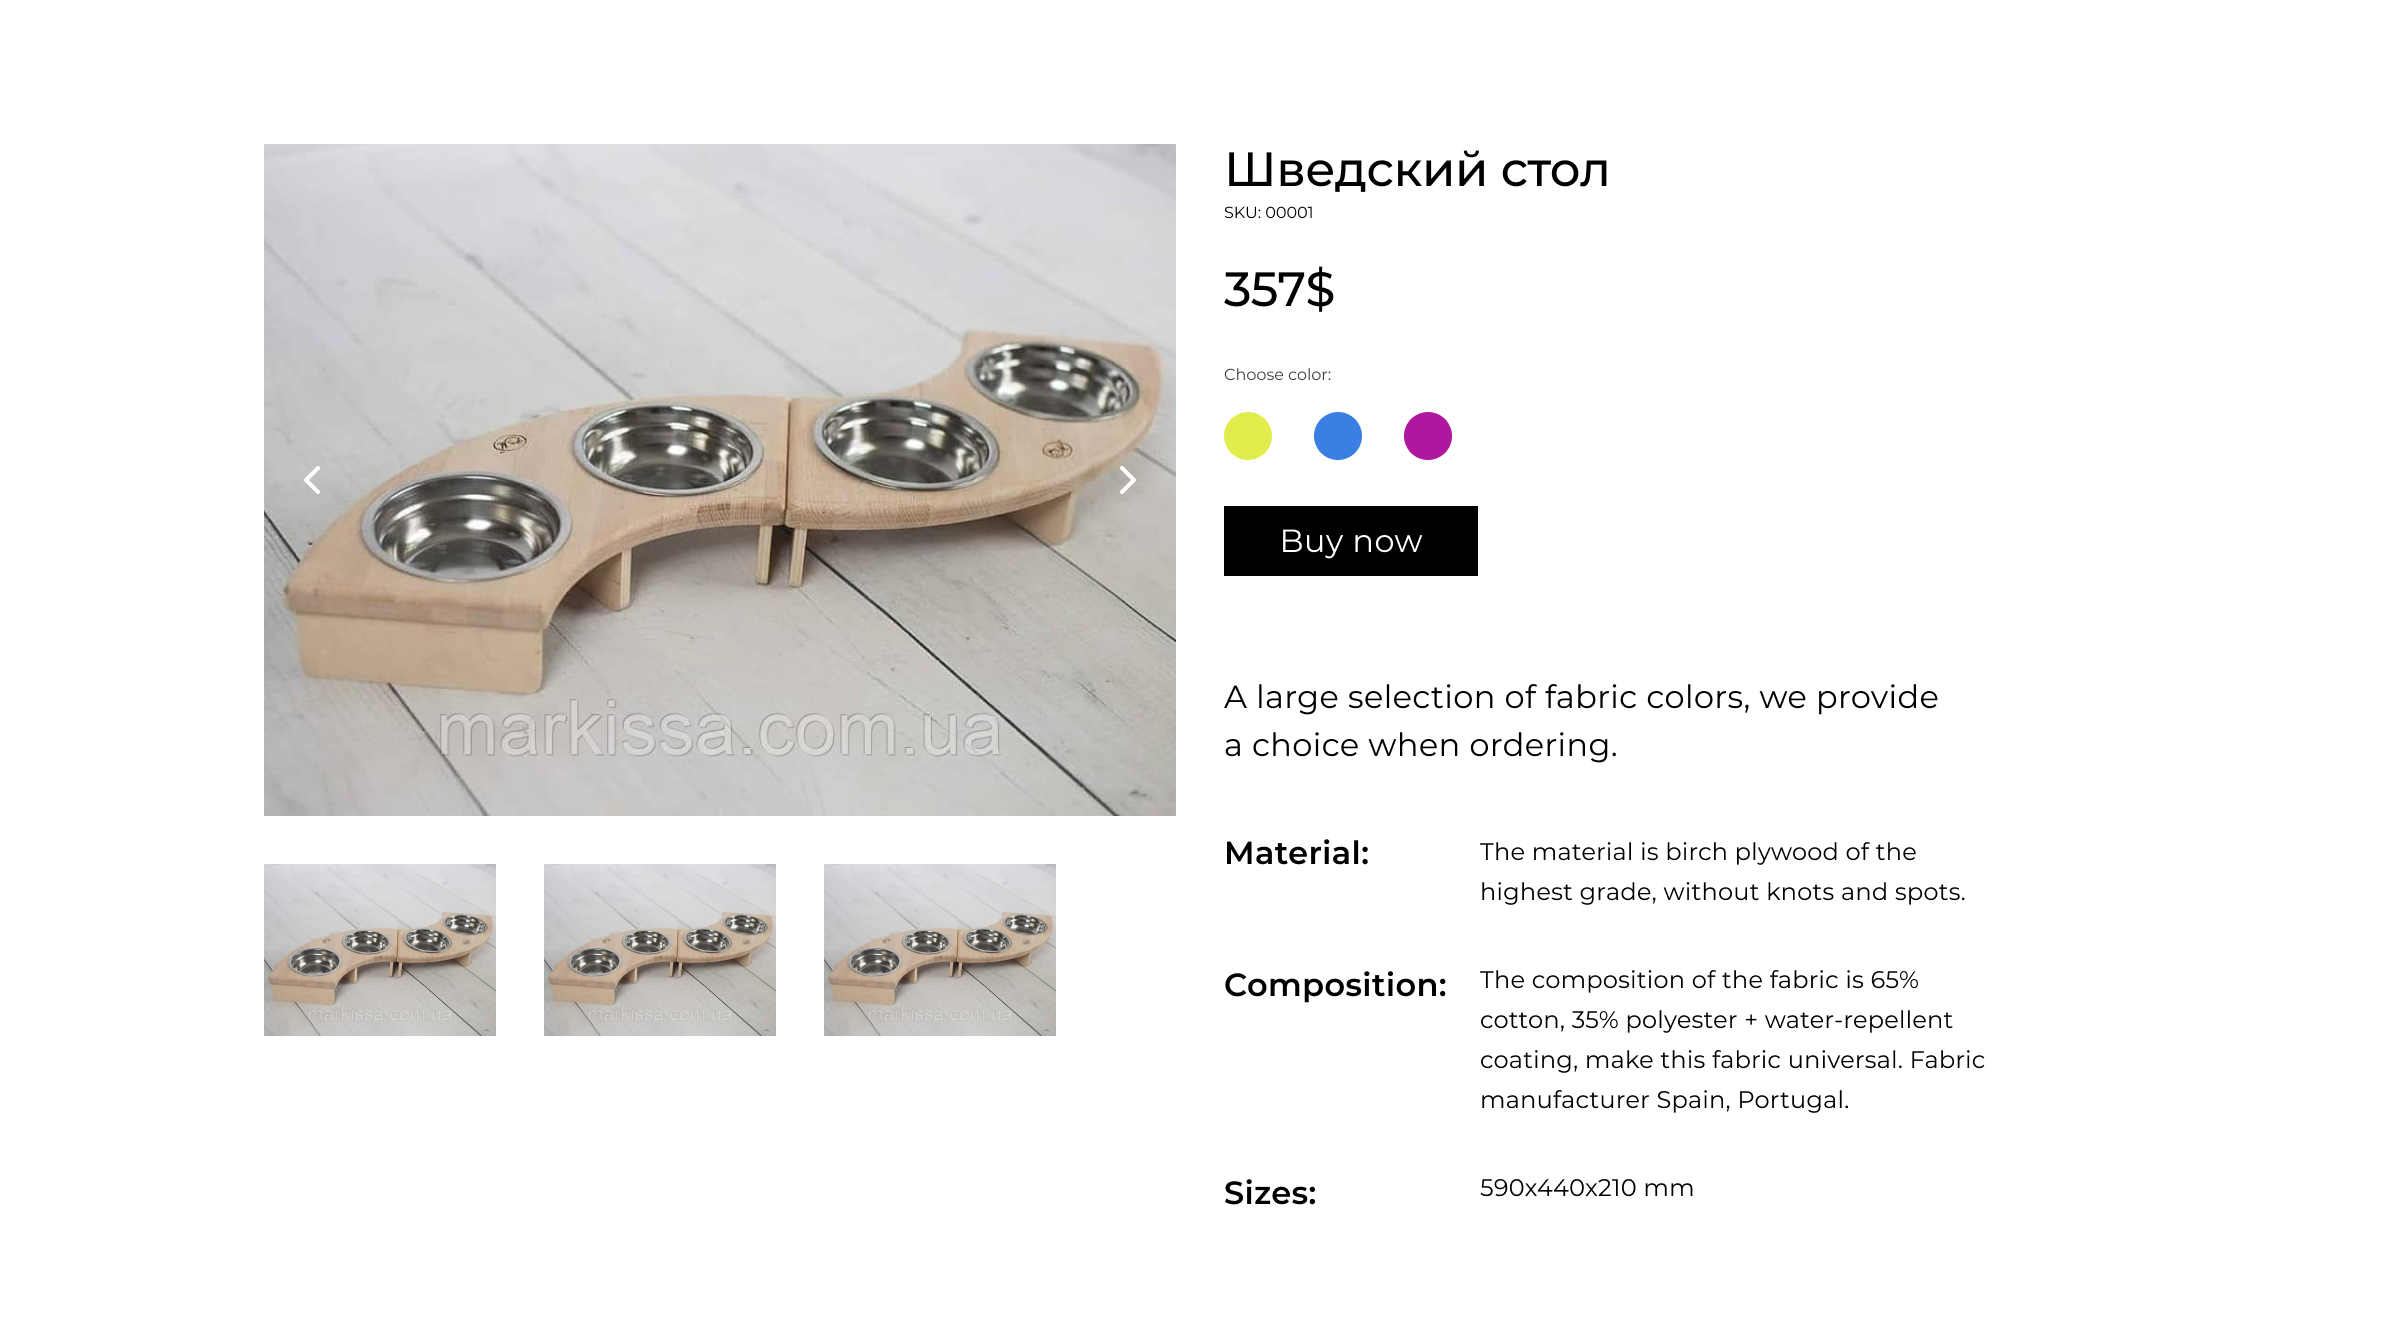 Шведский стол
SKU: 00001
357$
Choose color:
Buy now
A large selection of fabric colors, we provide
a choice when ordering.
Material:
The material is birch plywood of the
highest grade, without knots and spots.
Composition:
The composition of the fabric is 65%
cotton, 35% polyester + water-repellent
coating, make this fabric universal. Fabric
manufacturer Spain, Portugal.
Sizes:
590x440x210 mm
markissa.com.ua
markissa.com.ua
markissa.com.ua
markissa.com.ua